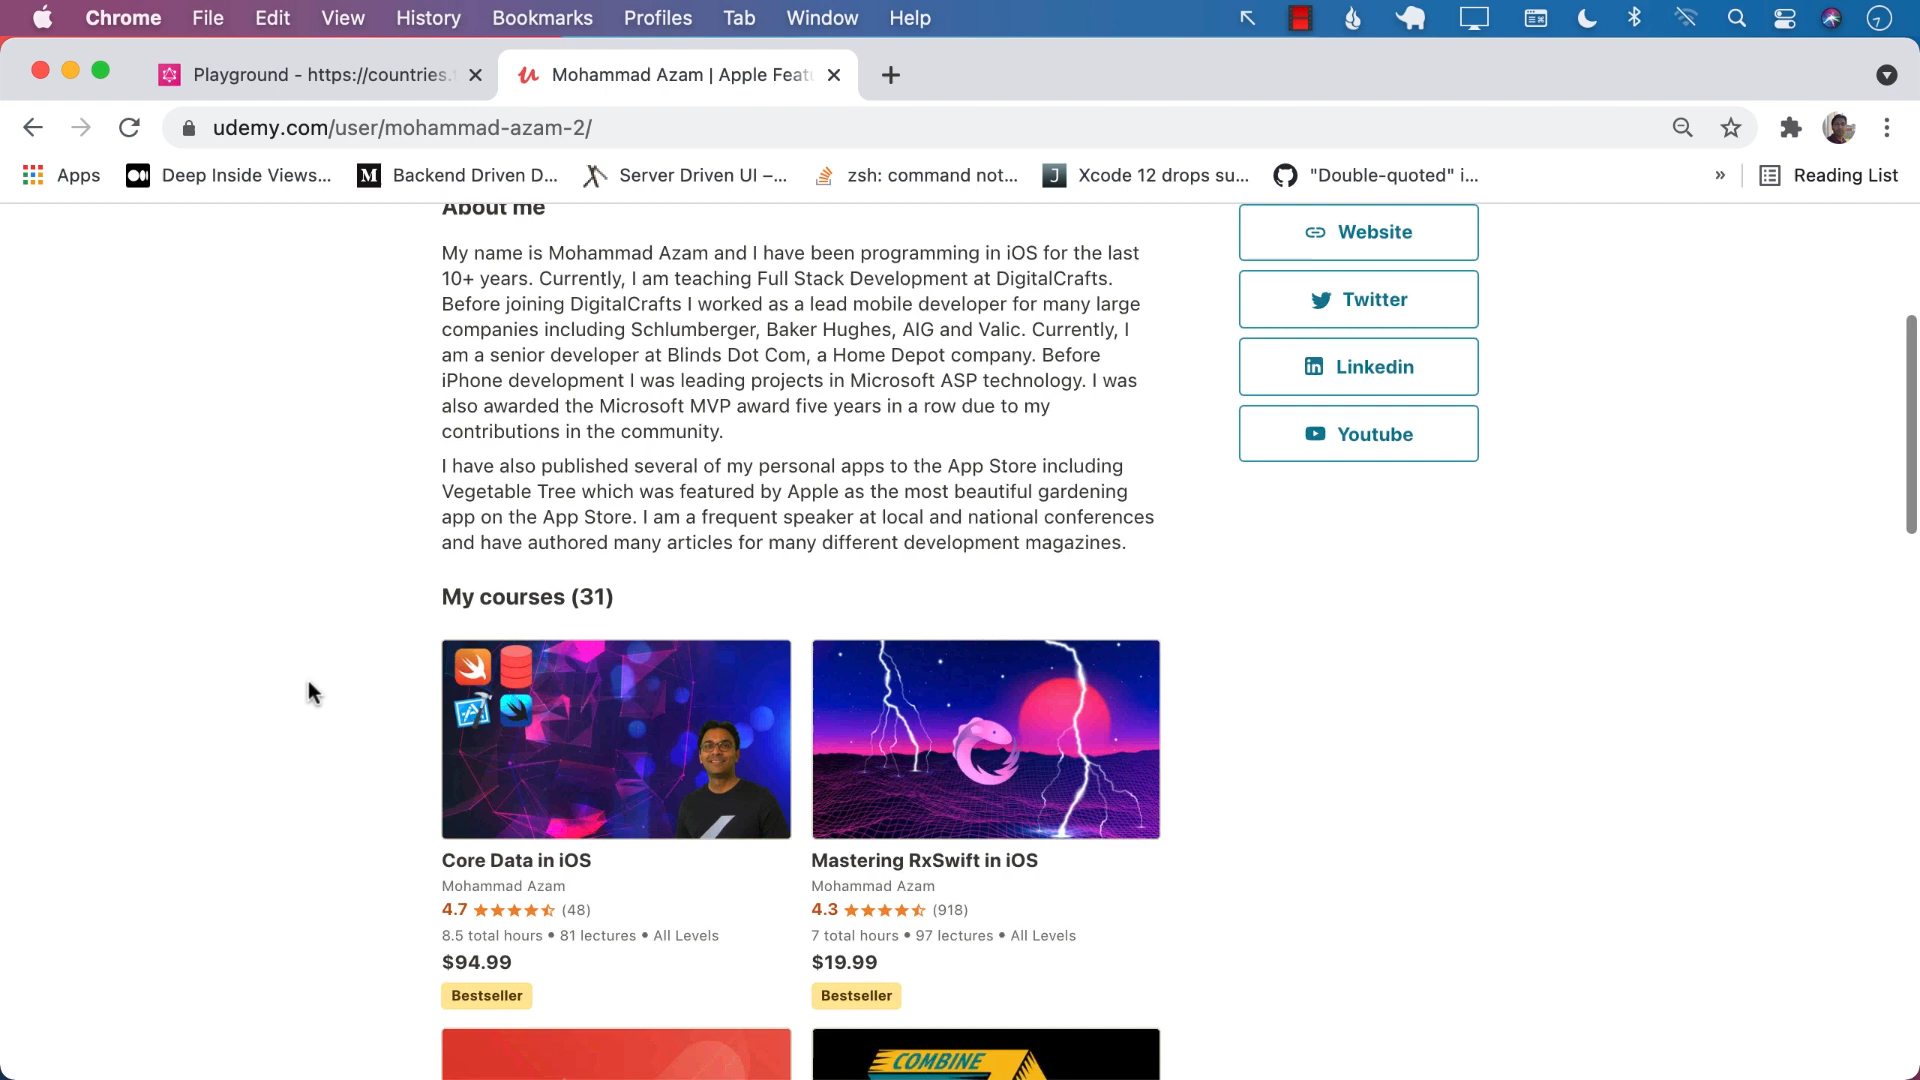 Chrome File Edit View History Bookmarks Profiles Tab Window Help
Playground - https://countries.
Mohammad Azam | Apple Feat
udemy.com/user/mohammad-azam-2/
Apps
Deep Inside Views...
Backend Driven D...
Server Driven UI –...
zsh: command not...
Xcode 12 drops su...
"Double-quoted" i...
»
Reading List
About me
My name is Mohammad Azam and I have been programming in iOS for the last
10+ years. Currently, I am teaching Full Stack Development at DigitalCrafts.
Before joining DigitalCrafts I worked as a lead mobile developer for many large
companies including Schlumberger, Baker Hughes, AIG and Valic. Currently, I
am a senior developer at Blinds Dot Com, a Home Depot company. Before
iPhone development I was leading projects in Microsoft ASP technology. I was
also awarded the Microsoft MVP award five years in a row due to my
contributions in the community.
I have also published several of my personal apps to the App Store including
Vegetable Tree which was featured by Apple as the most beautiful gardening
app on the App Store. I am a frequent speaker at local and national conferences
and have authored many articles for many different development magazines.
Website
Twitter
Linkedin
Youtube
My courses (31)
Core Data in iOS
Mohammad Azam
4.7 (48)
8.5 total hours • 81 lectures • All Levels
$94.99
Bestseller
Mastering RxSwift in iOS
Mohammad Azam
4.3 (918)
7 total hours • 97 lectures • All Levels
$19.99
Bestseller
COMBINE